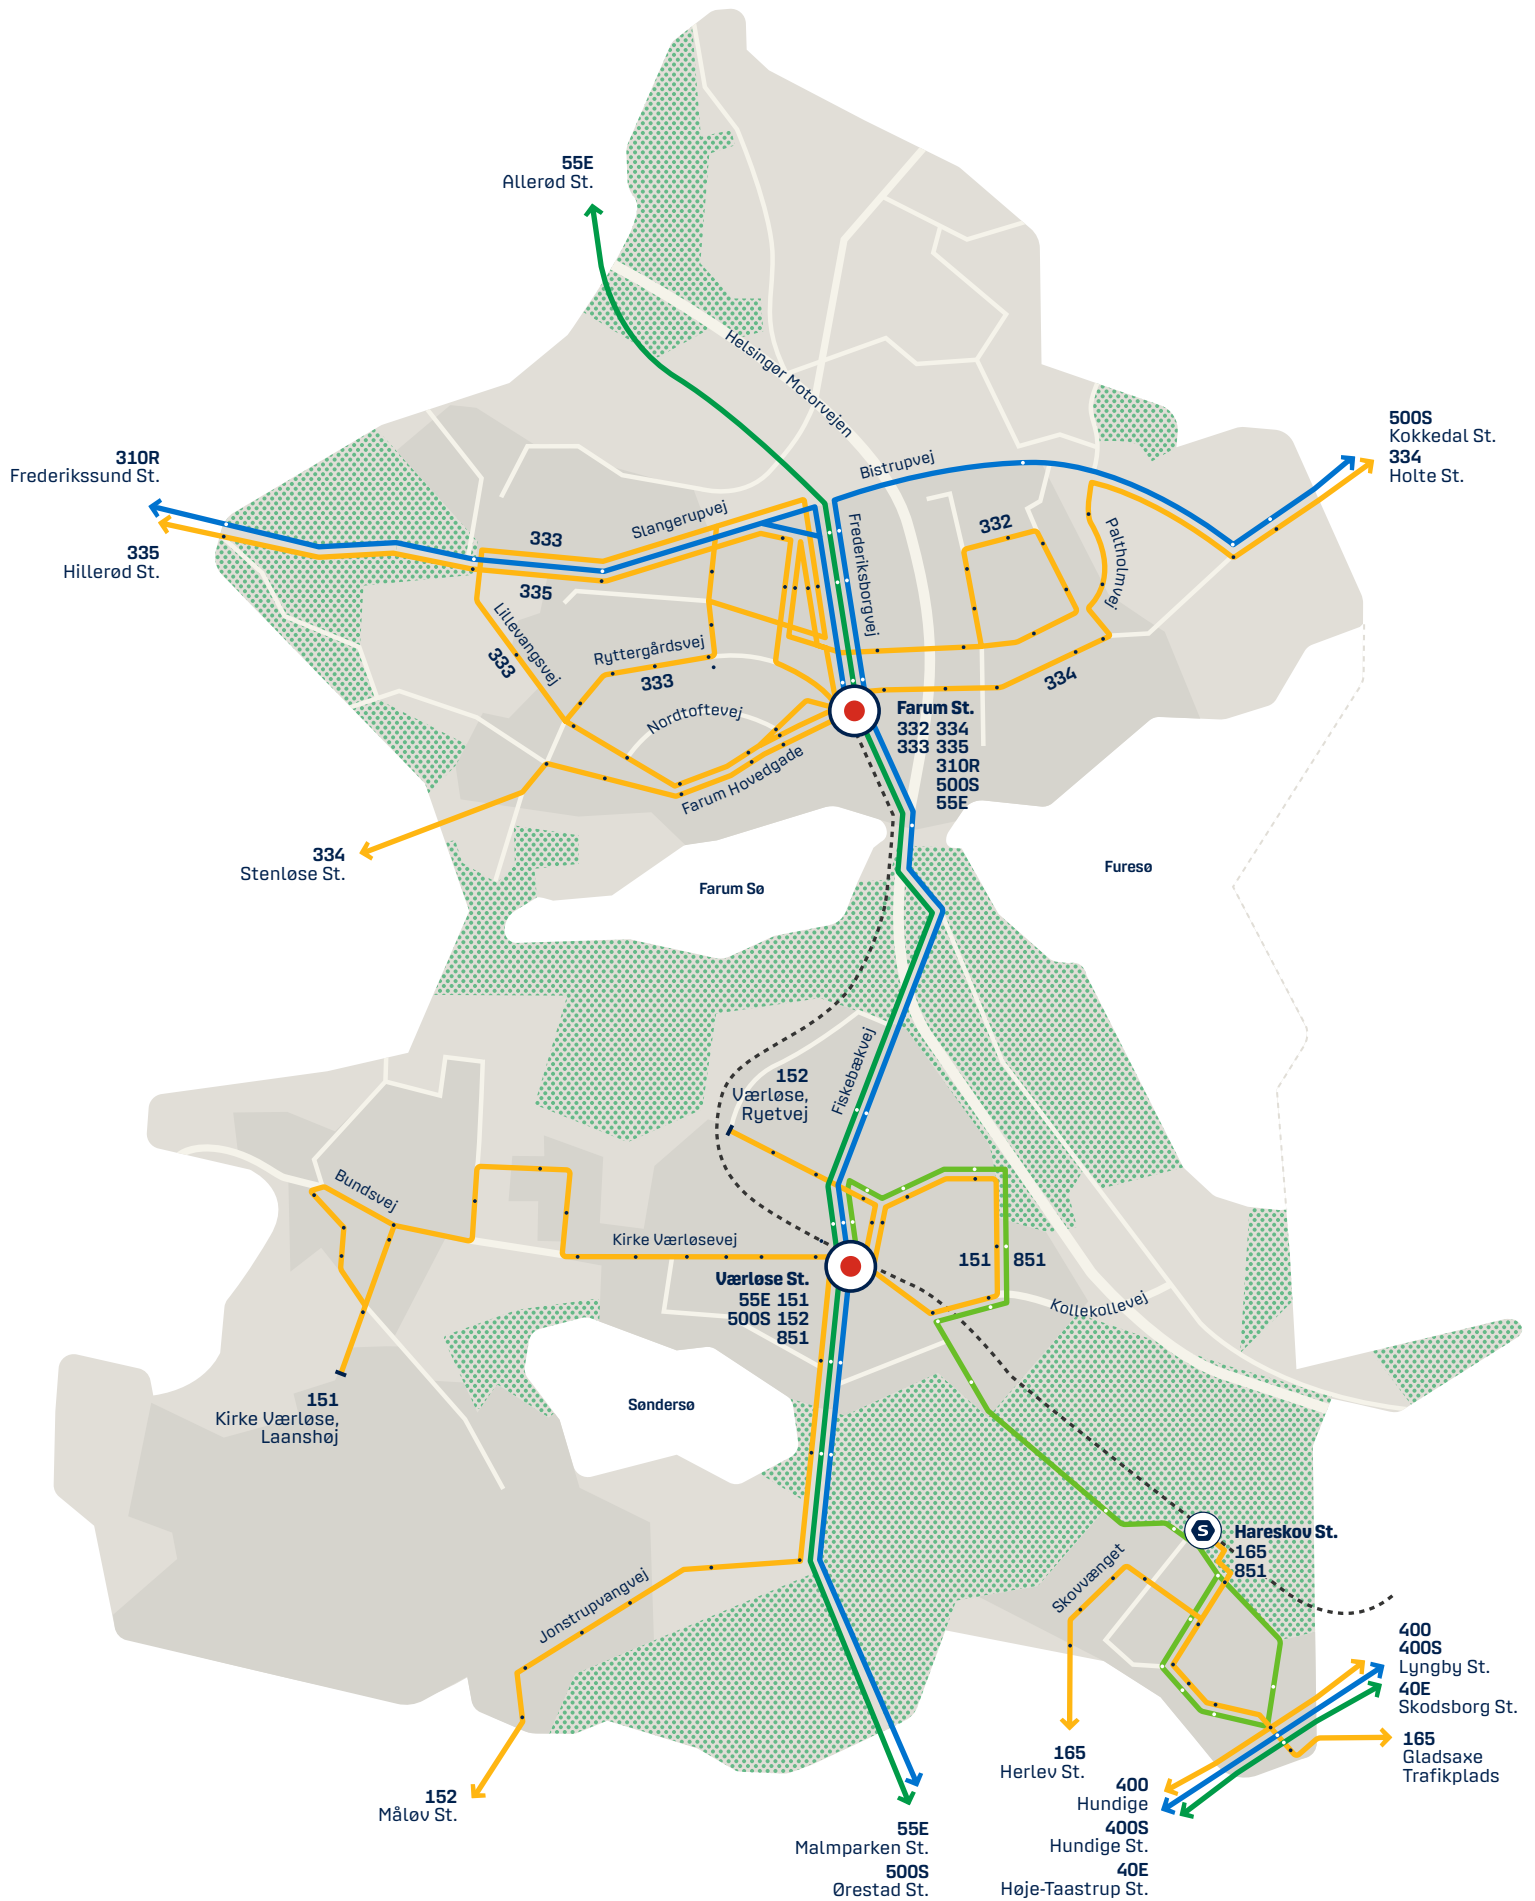 55E
Allerød St.
Helsingør Motorvejen
500S
Kokkedal St.
334
Holte St.
310R
Frederikssund St.
335
Hillerød St.
Bistrupvej
Slangerupvej
333
335
Frederiksborgvej
332
Paltholmvej
Lillevangsvej
333
Ryttergårdsvej
333
334
Nordtoftevej
Farum Hovedgade
Farum St.
332 334
333 335
310R
500S
55E
334
Stenløse St.
Farum Sø
Furesø
Fiskebækvej
152
Værløse,
Ryetvej
Bundsvej
Kirke Værløsevej
151
851
Værløse St.
55E 151
500S 152
851
Kollekollevej
151
Kirke Værløse,
Laanshøj
Søndersø
Hareskov St.
165
851
Skovvænget
Jonstrupvangvej
400
400S
Lyngby St.
40E
Skodsborg St.
165
Gladsaxe
Trafikplads
165
Herlev St.
152
Måløv St.
400
Hundige
400S
Hundige St.
40E
Høje-Taastrup St.
55E
Malmparken St.
500S
Ørestad St.
S